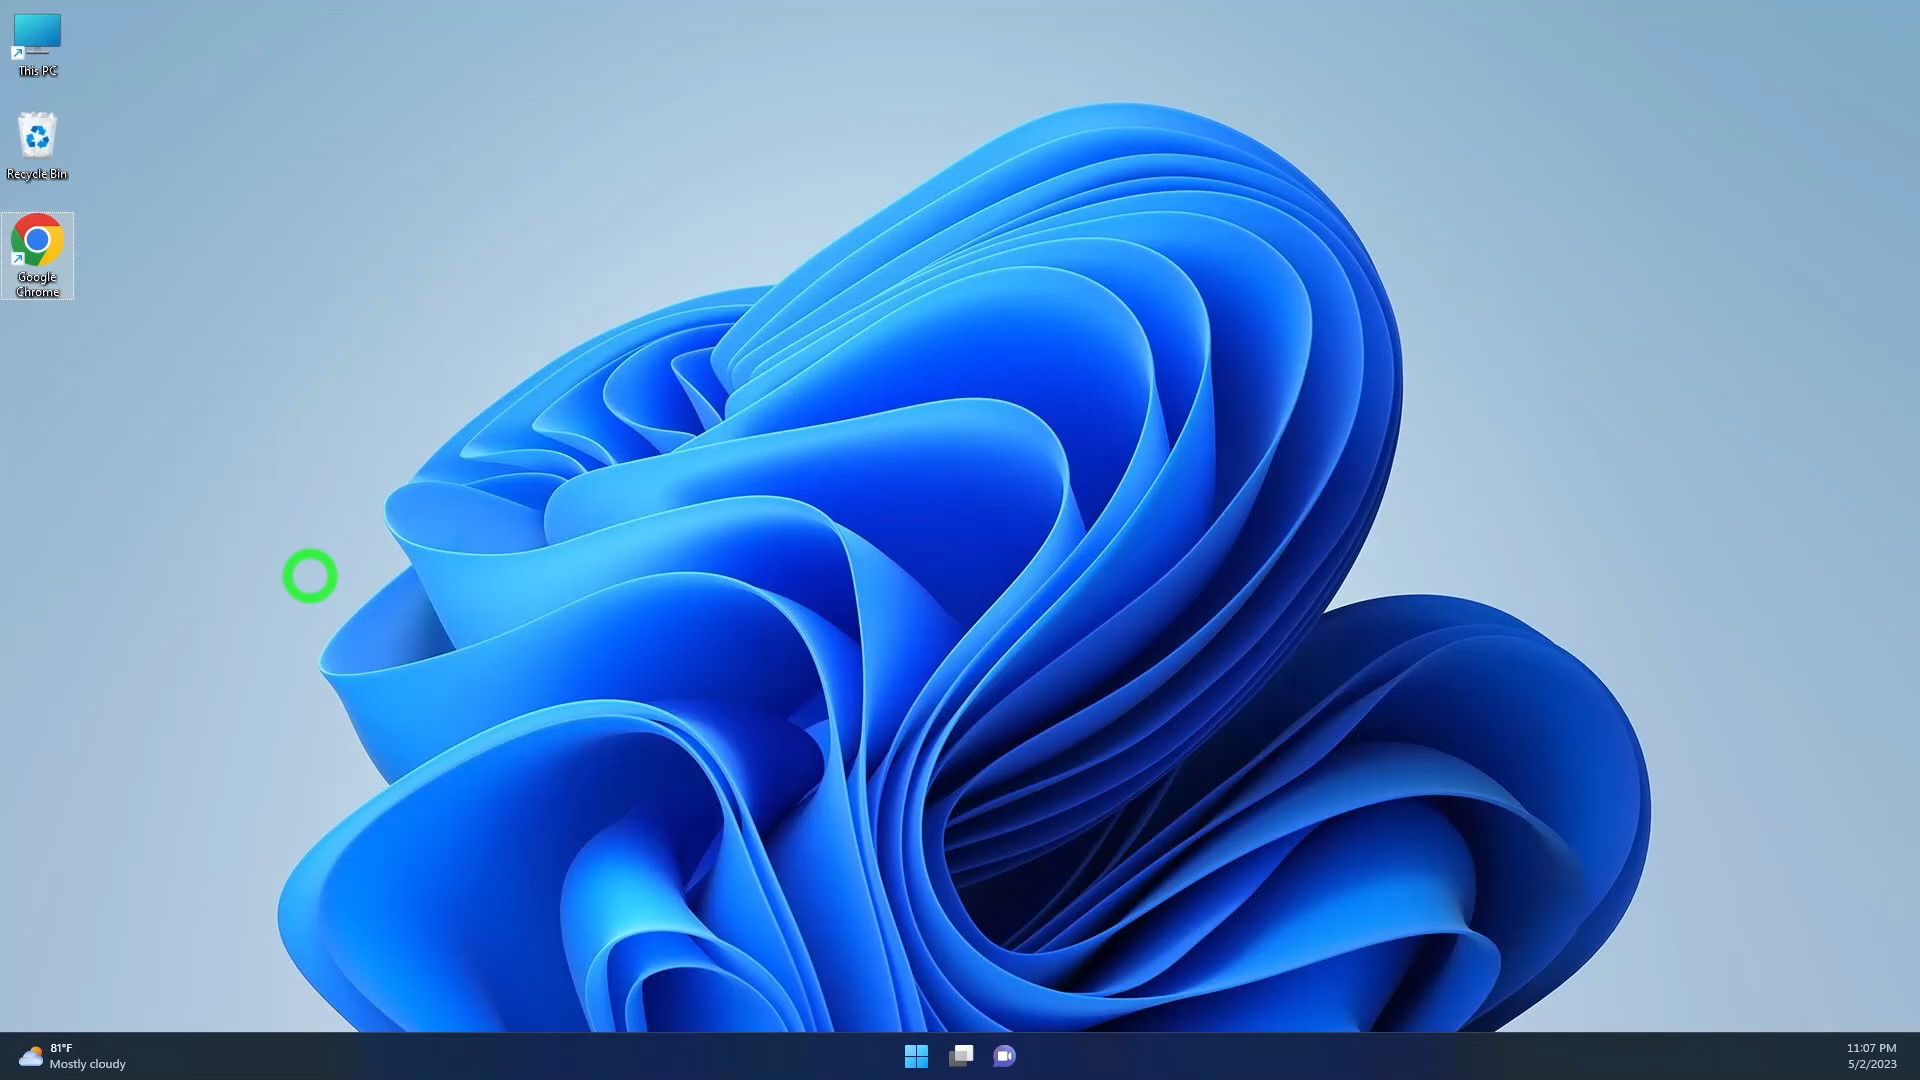 This PC
Recycle Bin
Google
Chrome
81°F
Mostly cloudy
11:07 PM
5/2/2023